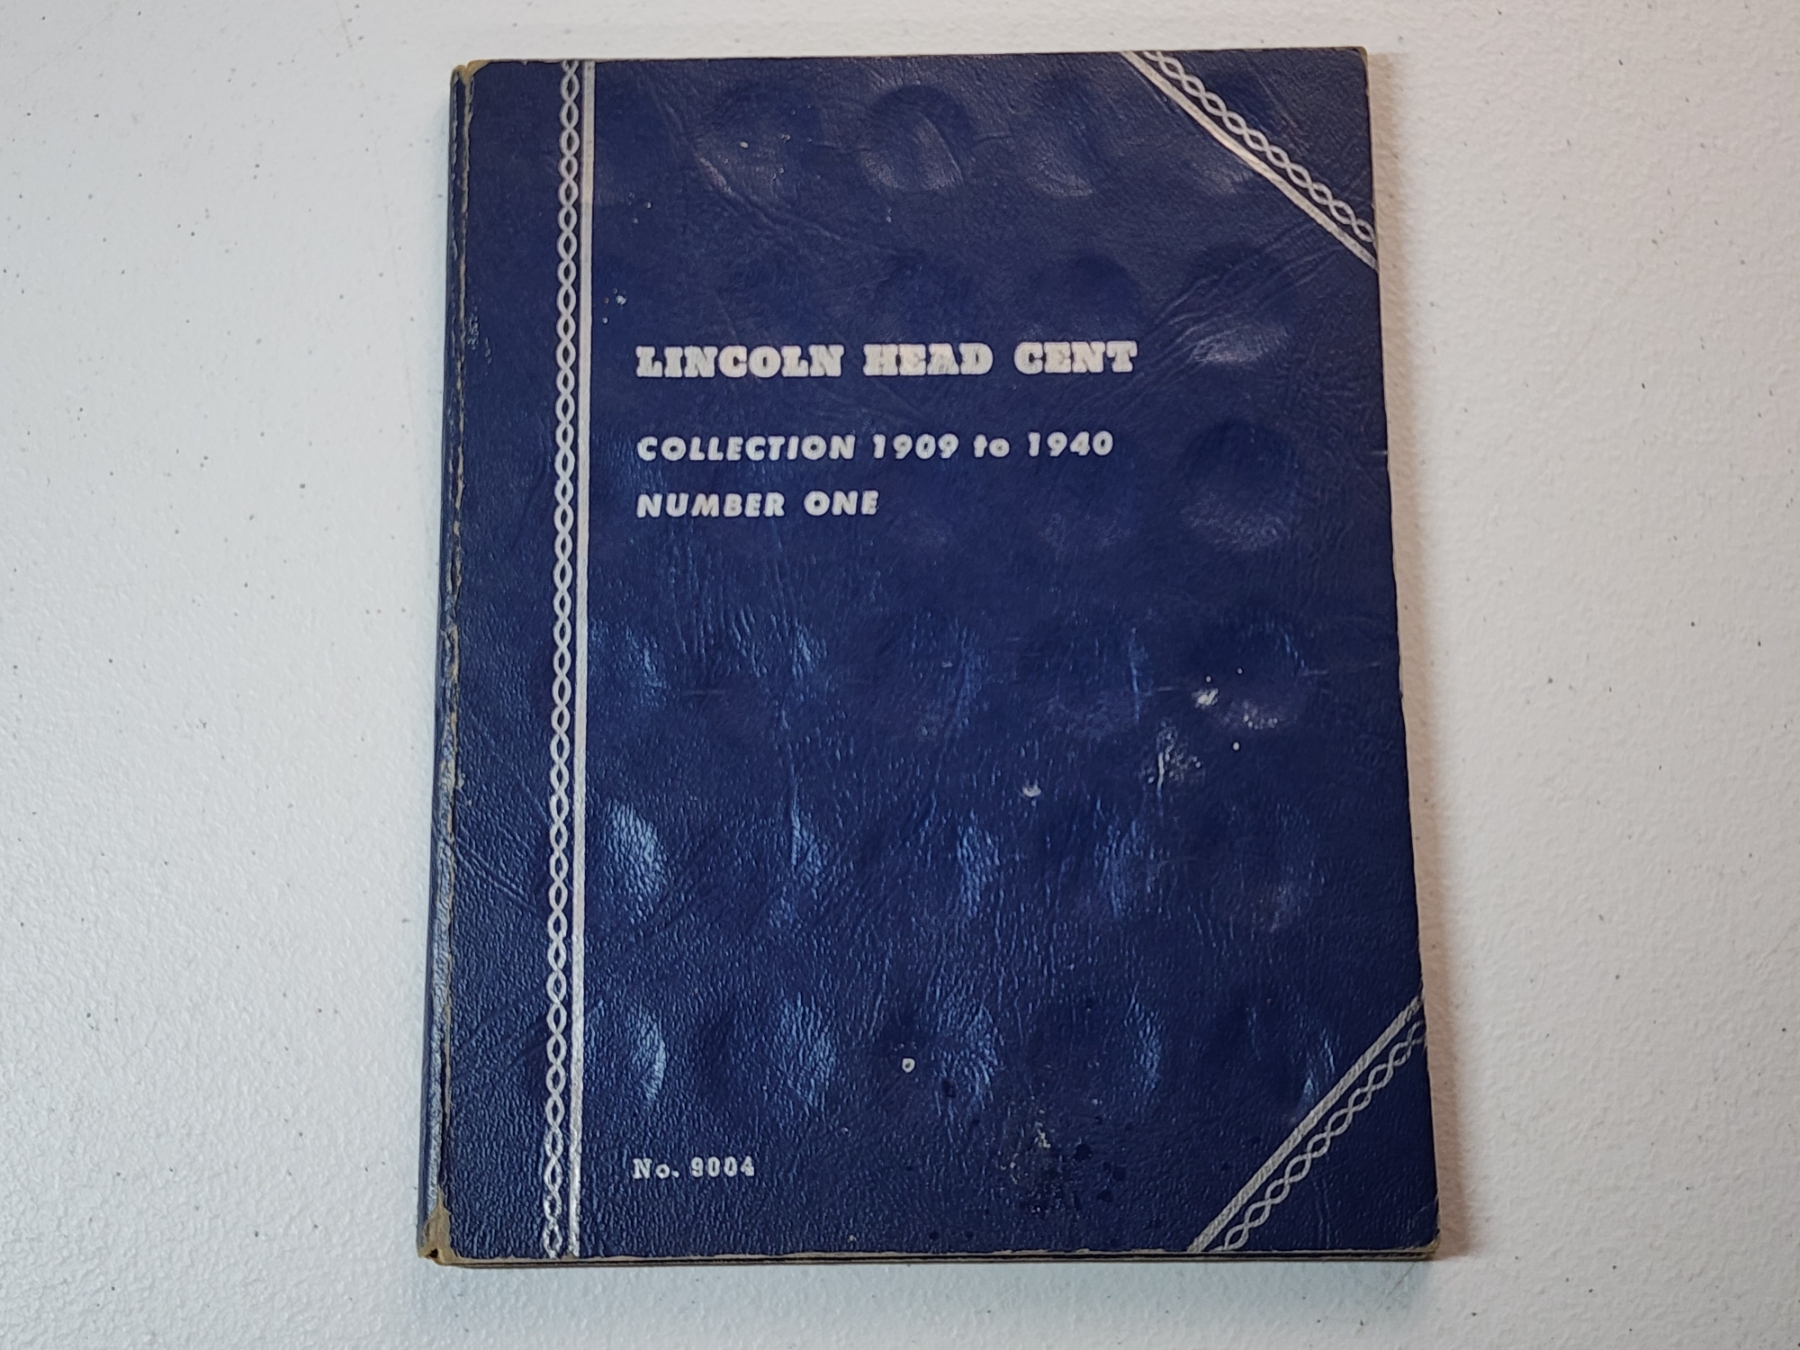 LINCOLN HEAD CENT
COLLECTION 1909 to 1940
NUMBER ONE
No. 9004